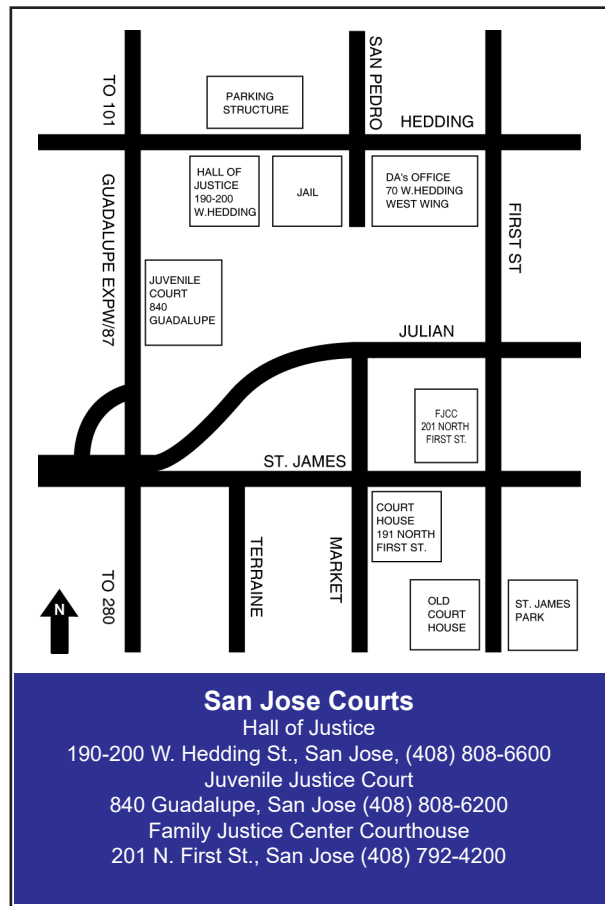 TO 101
SAN PEDRO
PARKING
STRUCTURE
HEDDING
HALL OF
JUSTICE
190-200
W.HEDDING
JAIL
DA's OFFICE
70 W.HEDDING
WEST WING
GUADALUPE EXPW/87
FIRST ST
JUVENILE
COURT
840
GUADALUPE
JULIAN
FJCC
201 NORTH
FIRST ST.
ST. JAMES
COURT
HOUSE
191 NORTH
FIRST ST.
TERRAINE
MARKET
TO 280
N
OLD
COURT
HOUSE
ST. JAMES
PARK
San Jose Courts
Hall of Justice
190-200 W. Hedding St., San Jose, (408) 808-6600
Juvenile Justice Court
840 Guadalupe, San Jose (408) 808-6200
Family Justice Center Courthouse
201 N. First St., San Jose (408) 792-4200